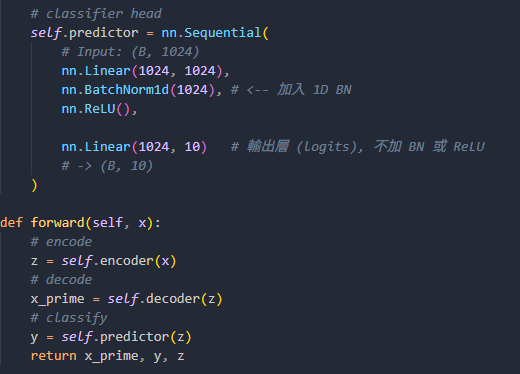 # classifier head
self.predictor = nn.Sequential(
# Input: (B, 1024)
nn.Linear(1024, 1024),
nn.BatchNorm1d(1024), # <-- 加入 1D BN
nn.ReLU(),
nn.Linear(1024, 10)   # 輸出層 (logits), 不加 BN 或 ReLU
# -> (B, 10)
)
def forward(self, x):
# encode
z = self.encoder(x)
# decode
x_prime = self.decoder(z)
# classify
y = self.predictor(z)
return x_prime, y, z